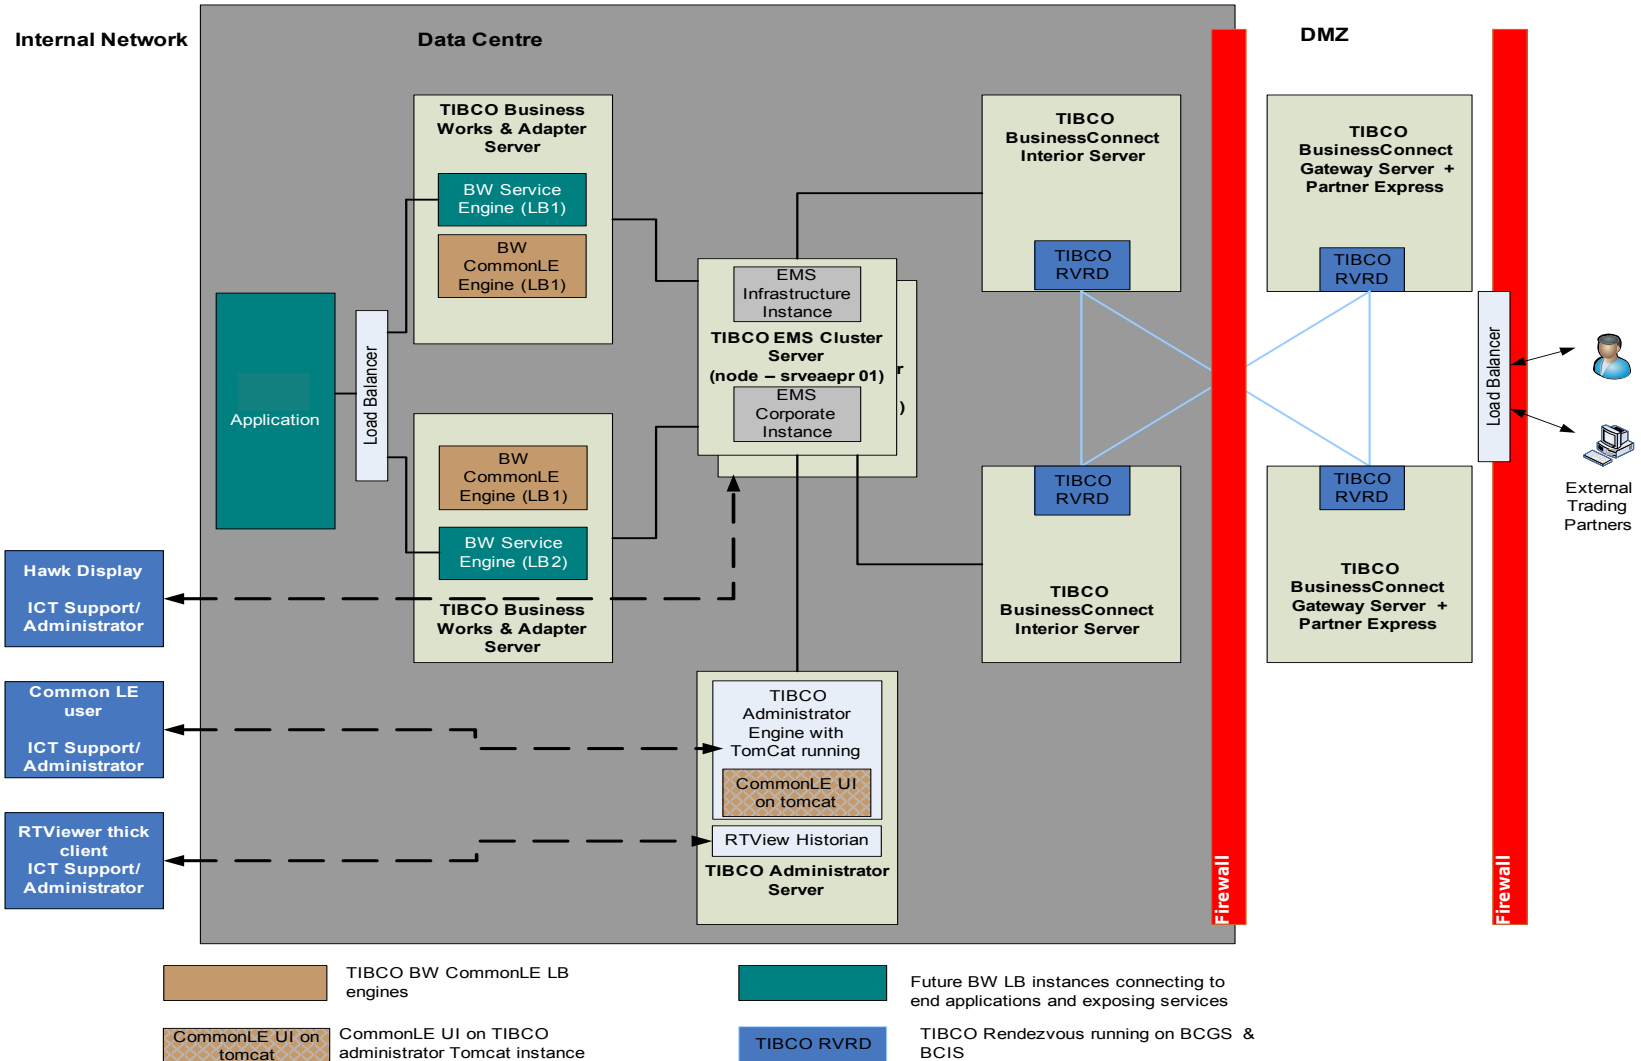 Internal Network
Data Centre
DMZ
TIBCO Business
Works & Adapter
Server
BW Service
Engine (LB1)
BW
CommonLE
Engine (LB1)
Application
Load Balancer
BW
CommonLE
Engine (LB1)
BW Service
Engine (LB2)
TIBCO Business
Works & Adapter
Server
EMS
Infrastructure
Instance
TIBCO EMS Cluster
Server
(node – srveaepr 01)
EMS
Corporate
Instance
r
)
TIBCO
BusinessConnect
Interior Server
TIBCO
RVRD
TIBCO
RVRD
TIBCO
BusinessConnect
Interior Server
TIBCO
BusinessConnect
Gateway Server +
Partner Express
TIBCO
RVRD
TIBCO
RVRD
TIBCO
BusinessConnect
Gateway Server +
Partner Express
Load Balancer
External
Trading
Partners
Firewall
Firewall
Hawk Display
ICT Support/
Administrator
Common LE
user
ICT Support/
Administrator
RTViewer thick
client
ICT Support/
Administrator
TIBCO
Administrator
Engine with
TomCat running
CommonLE UI
on tomcat
RTView Historian
TIBCO Administrator
Server
TIBCO BW CommonLE LB
engines
Future BW LB instances connecting to
end applications and exposing services
CommonLE UI on
tomcat
CommonLE UI on TIBCO
administrator Tomcat instance
TIBCO RVRD
TIBCO Rendezvous running on BCGS &
BCIS